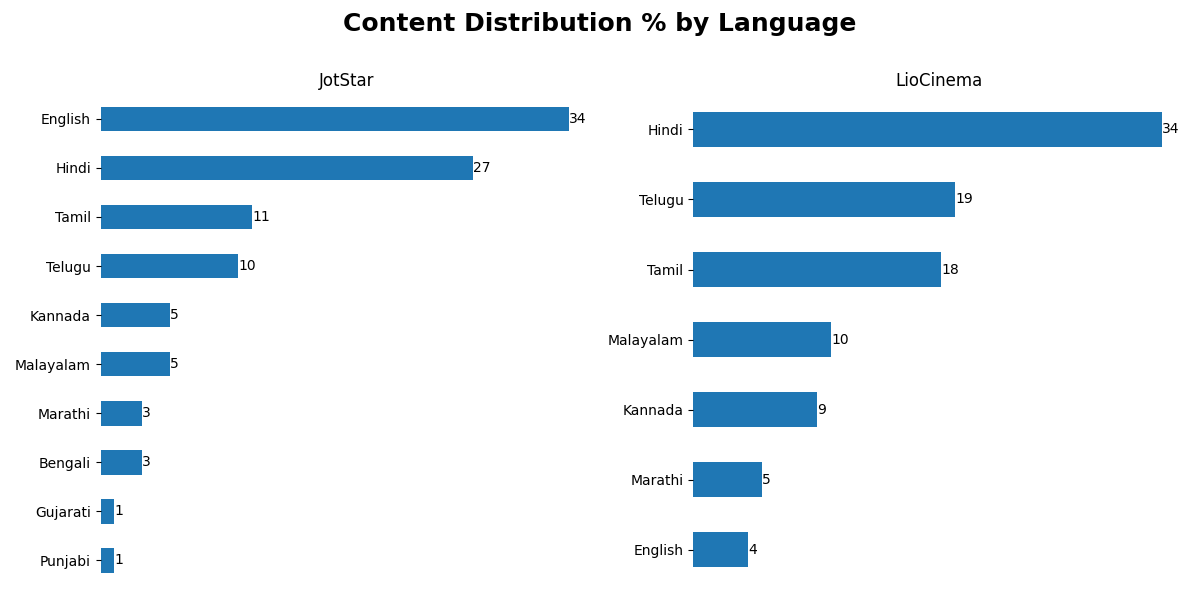 Content Distribution % by Language
JotStar
English 34
Hindi 27
Tamil 11
Telugu 10
Kannada 5
Malayalam 5
Marathi 3
Bengali 3
Gujarati 1
Punjabi 1
LioCinema
Hindi 34
Telugu 19
Tamil 18
Malayalam 10
Kannada 9
Marathi 5
English 4